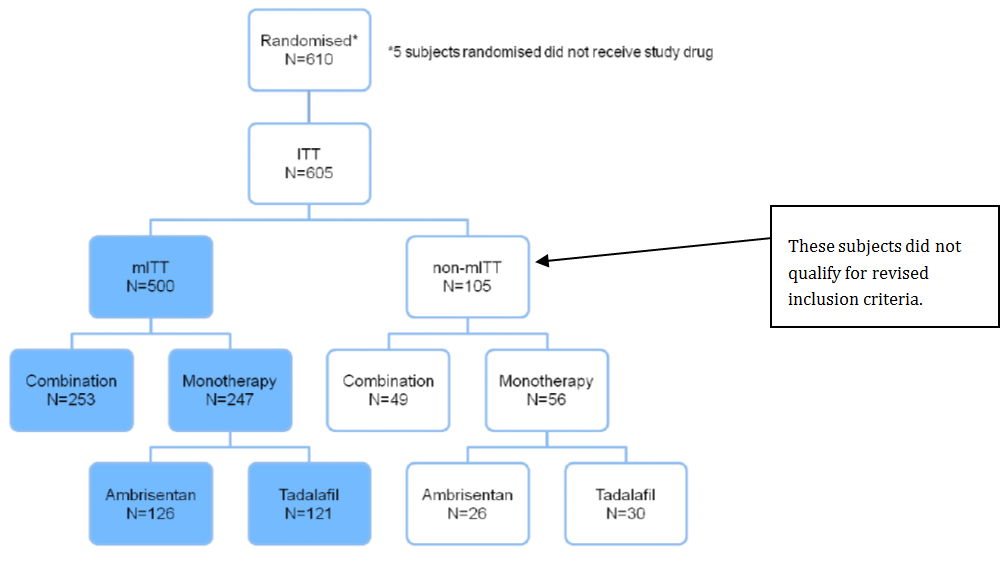 Randomised*
N=610
*5 subjects randomised did not receive study drug
ITT
N=605
mITT
N=500
non-mITT
N=105
These subjects did not
qualify for revised
inclusion criteria.
Combination
N=253
Monotherapy
N=247
Combination
N=49
Monotherapy
N=56
Ambrisentan
N=126
Tadalafil
N=121
Ambrisentan
N=26
Tadalafil
N=30